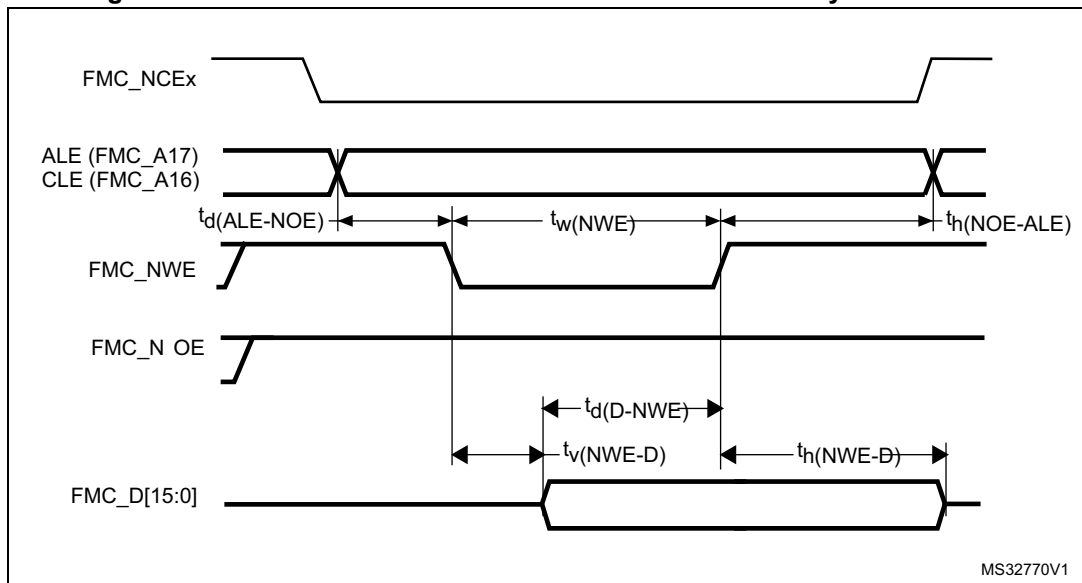 FMC_NCEx
ALE (FMC_A17)
CLE (FMC_A16)
td(ALE-NOE)
tw(NWE)
th(NOE-ALE)
FMC_NWE
FMC_N OE
td(D-NWE)
tv(NWE-D)
th(NWE-D)
FMC_D[15:0]
MS32770V1